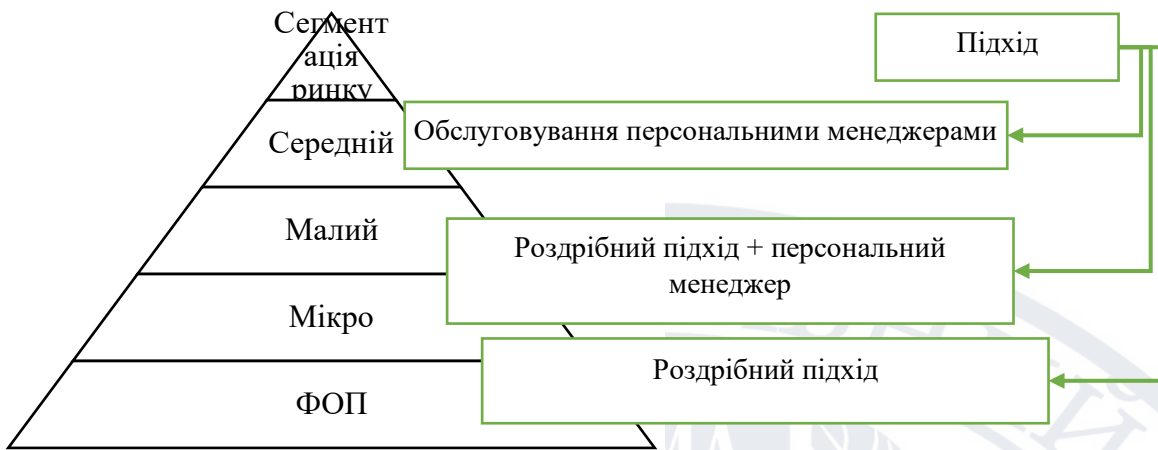 Сегмент
ація
ринку
Підхід
Обслуговування персональними менеджерами
Середній
Малий
Роздрібний підхід + персональний
менеджер
Мікро
Роздрібний підхід
ФОП